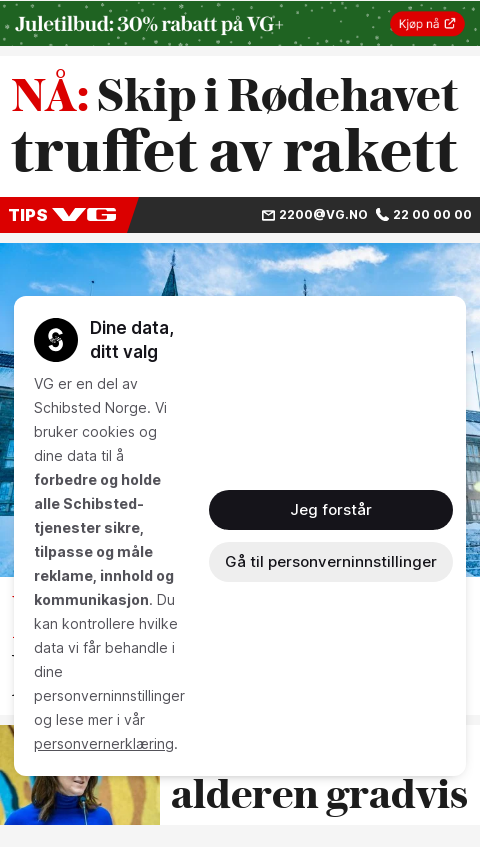 Juletilbud: 30% rabatt på VG+
Kjøp nå
NÅ: Skip i Rødehavet
truffet av rakett
TIPS VG
2200@VG.NO
22 00 00 00
Dine data,
ditt valg
VG er en del av
Schibsted Norge. Vi
bruker cookies og
dine data til å
forbedre og holde
alle Schibsted-
tjenester sikre,
tilpasse og måle
reklame, innhold og
kommunikasjon. Du
kan kontrollere hvilke
data vi får behandle i
dine
personverninnstillinger
og lese mer i vår
personvernerklæring.
Jeg forstår
Gå til personverninnstillinger
alderen gradvis